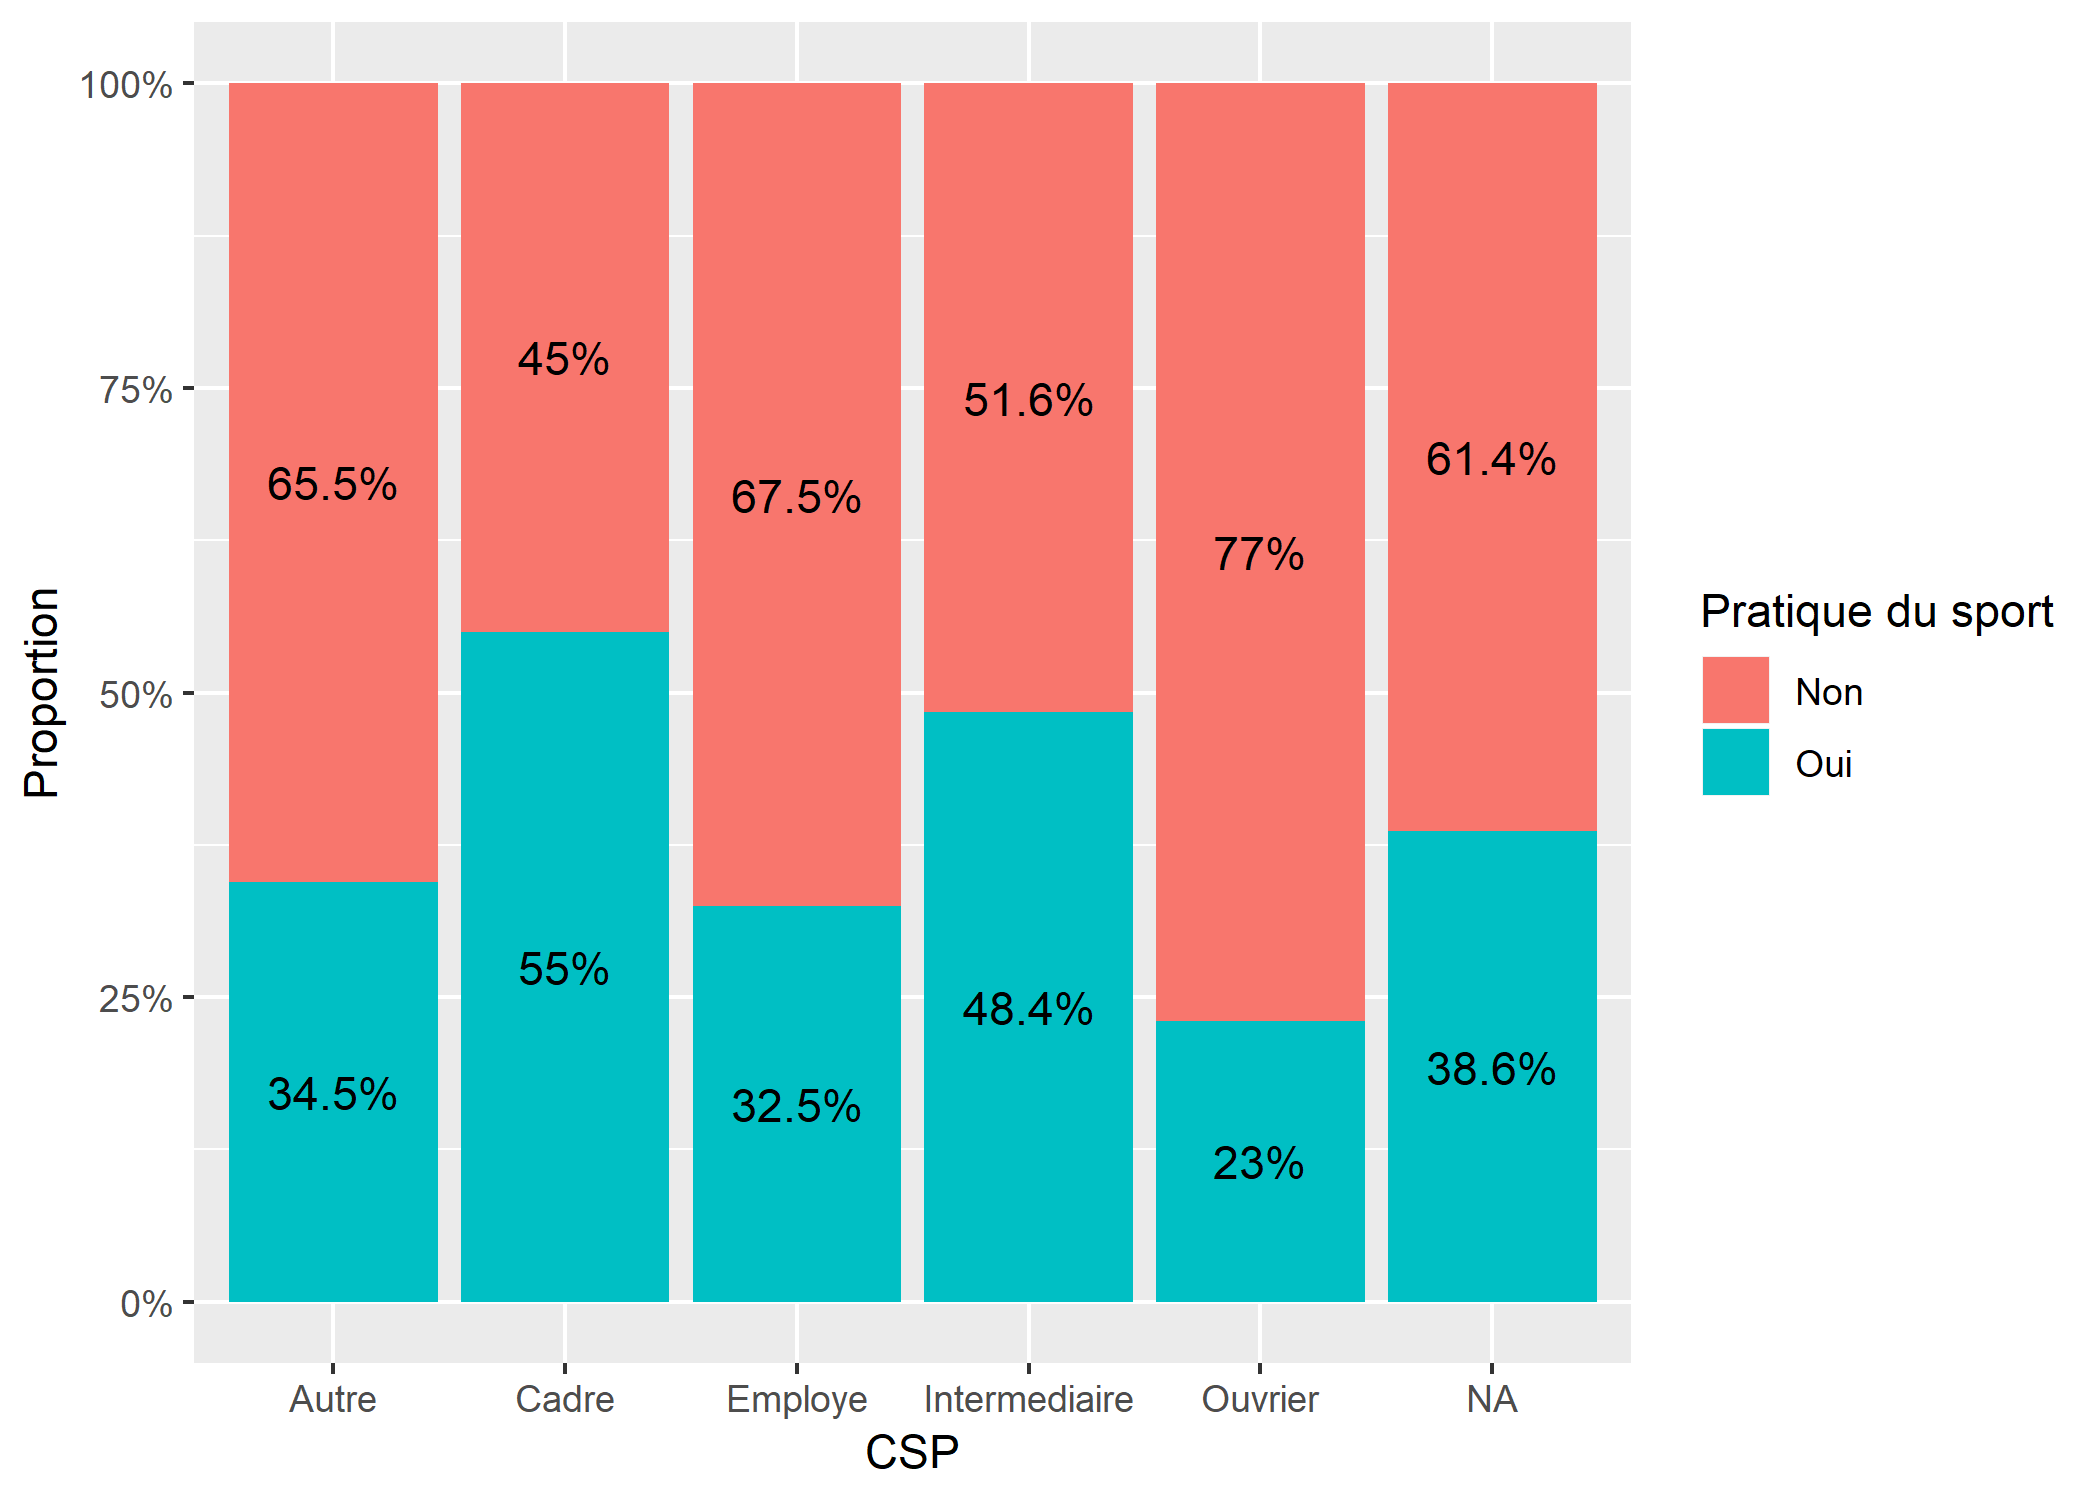 100%
75%
50%
25%
0%
Proportion
65.5%
45%
67.5%
51.6%
77%
61.4%
34.5%
55%
32.5%
48.4%
23%
38.6%
Autre
Cadre
Employe
Intermediaire
Ouvrier
NA
CSP
Pratique du sport
Non
Oui